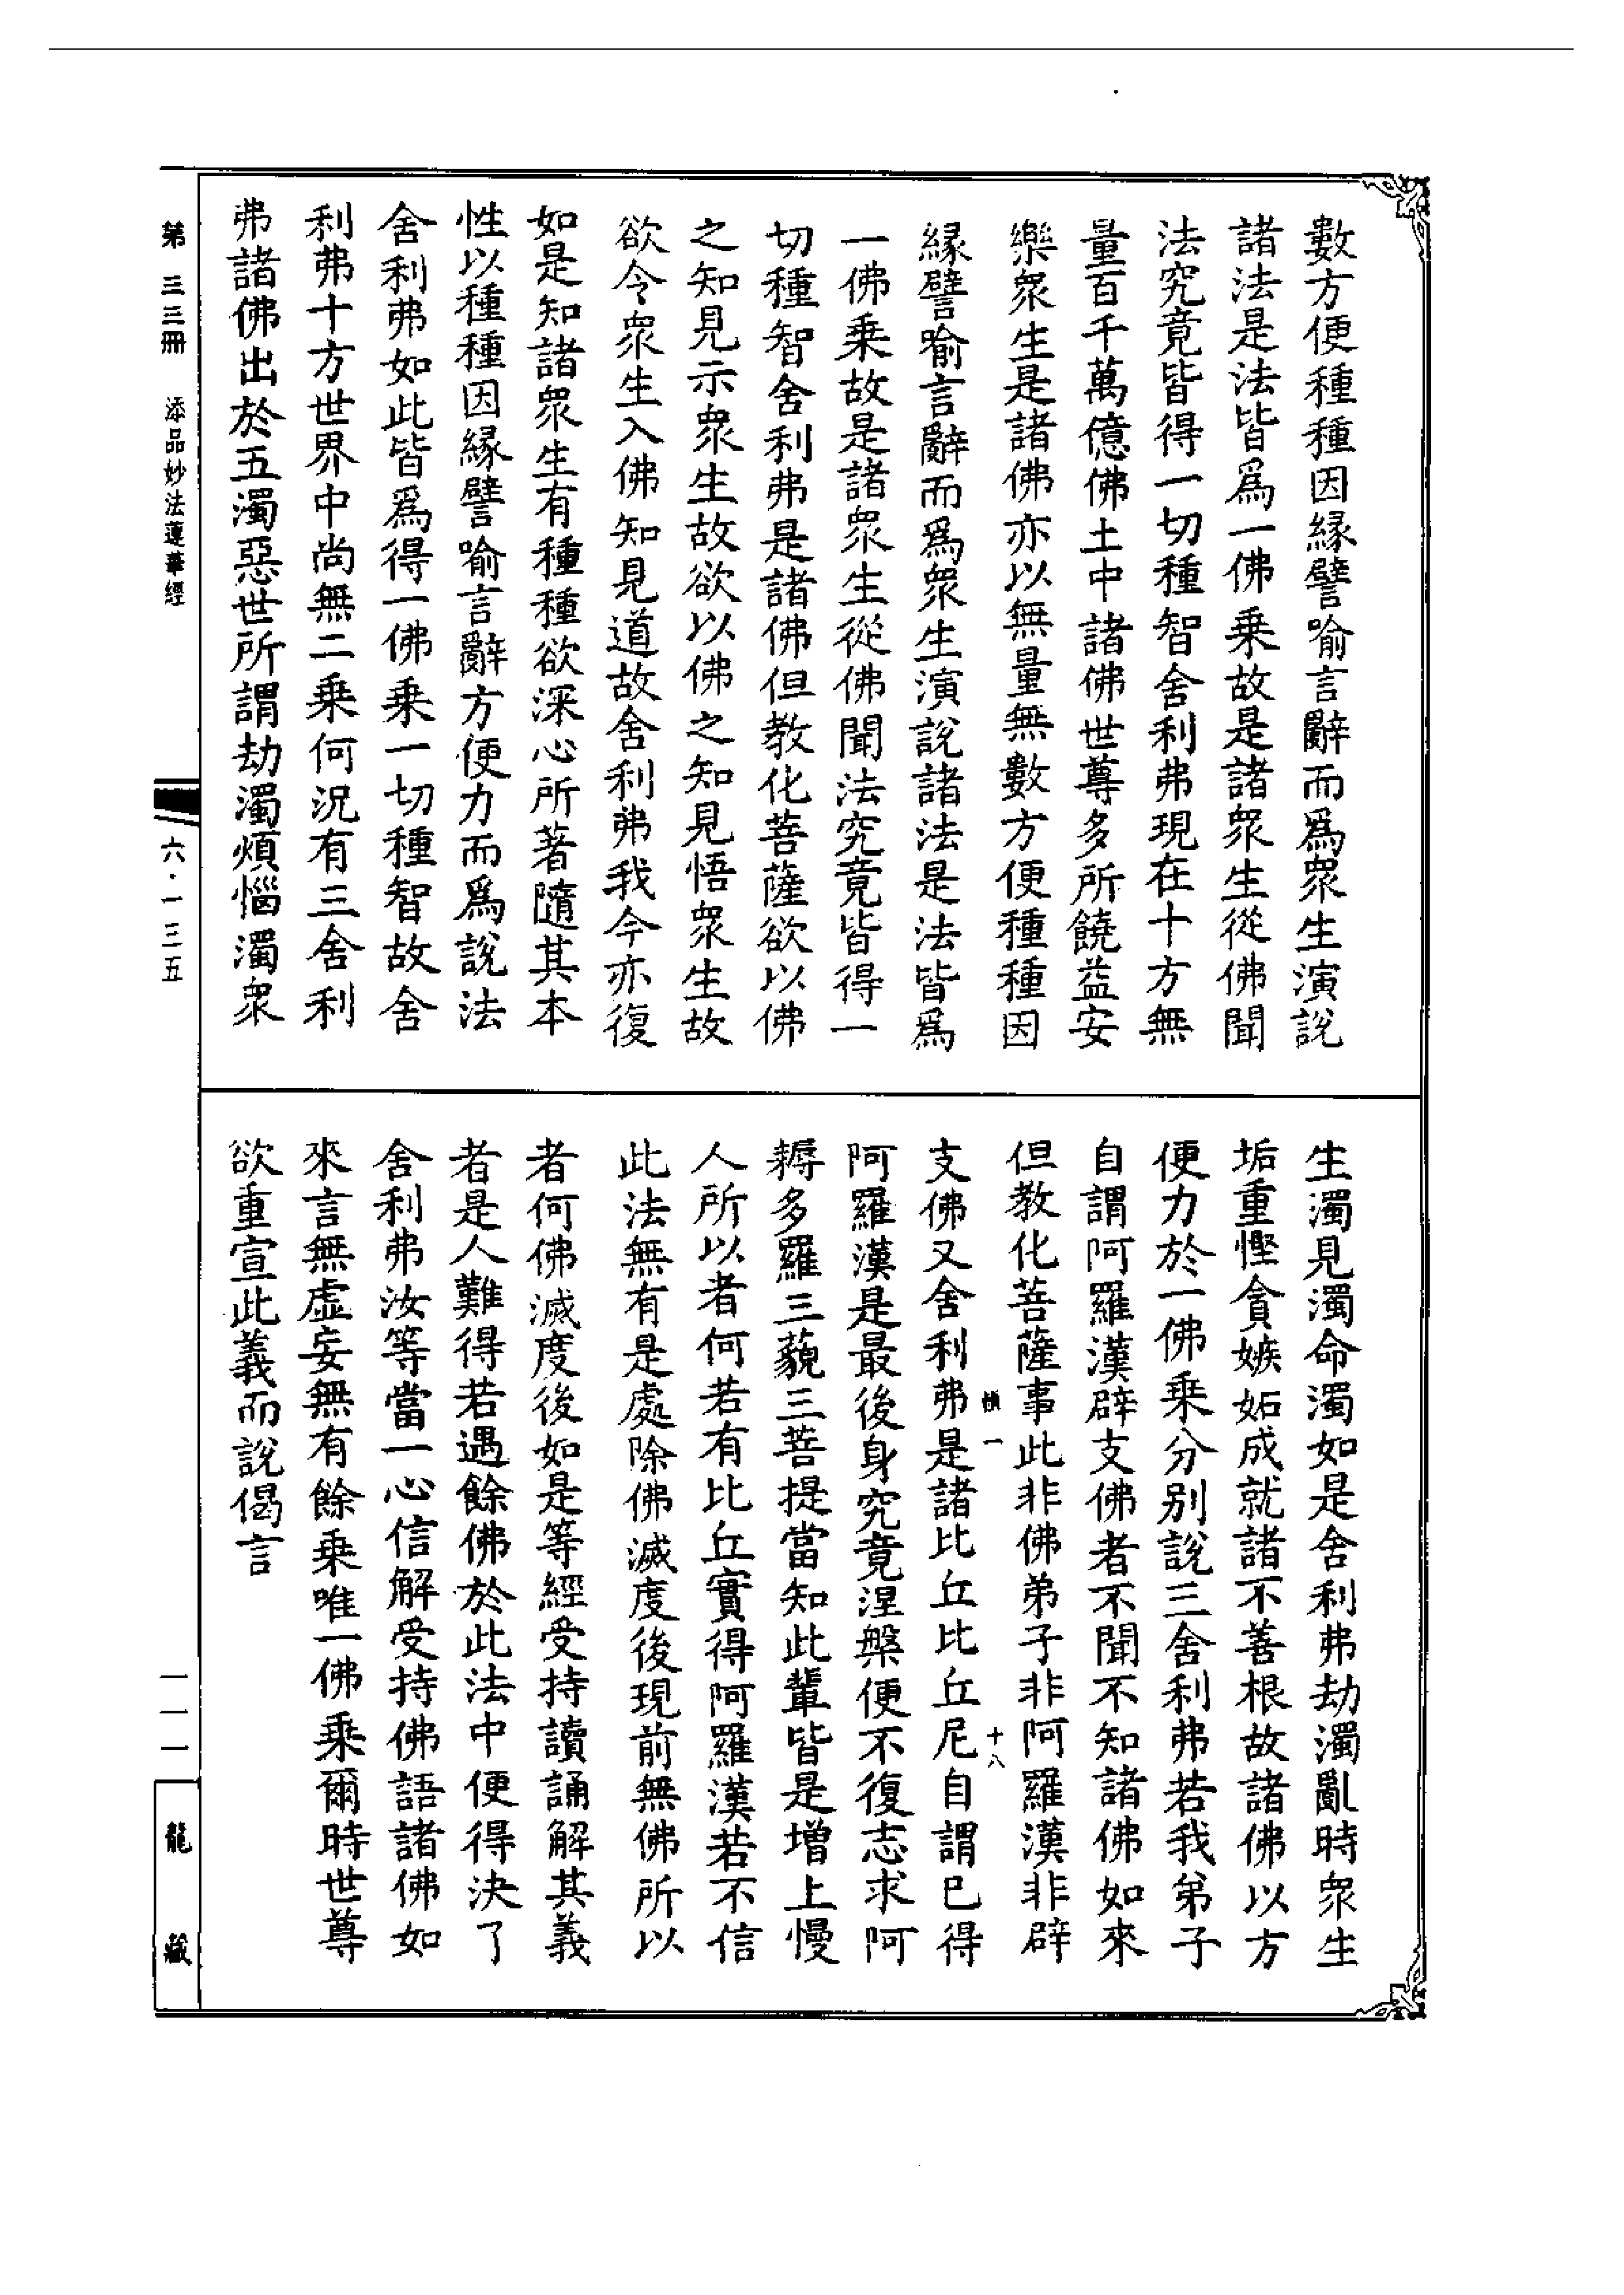 數方便種種因緣譬喻言辭而爲眾生演說
諸法是法皆爲一佛乘故是諸眾生從佛聞
法究竟皆得一切種智舍利弗現在十方無
量百千萬億佛土中諸佛世尊多所饒益安
樂眾生是諸佛亦以無量無數方便種種因
緣譬喻言辭而爲眾生演說諸法是法皆爲
一佛乘故是諸眾生從佛聞法究竟皆得一
切種智舍利弗是諸佛但教化菩薩欲以佛
之知見示眾生故欲以佛之知見悟眾生故
欲令眾生入佛知見道故舍利弗我今亦復
如是知諸眾生有種種欲深心所著隨其本
性以種種因緣譬喻言辭方便力而爲說法
舍利弗如此皆爲得一佛乘一切種智故舍
利弗十方世界中尚無二乘何況有三舍利
弗諸佛出於五濁惡世所謂劫濁煩惱濁眾
生濁見濁命濁如是舍利弗劫濁亂時眾生
垢重慳貪嫉妬成就諸不善根故諸佛以方
便力於一佛乘分別說三舍利弗若我弟子
自謂阿羅漢辟支佛者不聞不知諸佛如來
但教化菩薩事此非佛弟子非阿羅漢非辟
一 十八
支佛又舍利弗是諸比丘比丘尼自謂已得
阿羅漢是最後身究竟涅槃便不復志求阿
耨多羅三藐三菩提當知此輩皆是增上慢
人所以者何若有比丘實得阿羅漢若不信
此法無有是處除佛滅度後現前無佛所以
者何佛滅度後如是等經受持讀誦解其義
者是人難得若遇餘佛於此法中便得決了
舍利弗汝等當一心信解受持佛語諸佛如
來言無虛妄無有餘乘唯一佛乘爾時世尊
欲重宣此義而說偈言
第三三冊 添品妙法蓮華經
六·一三五
一一一
龍藏